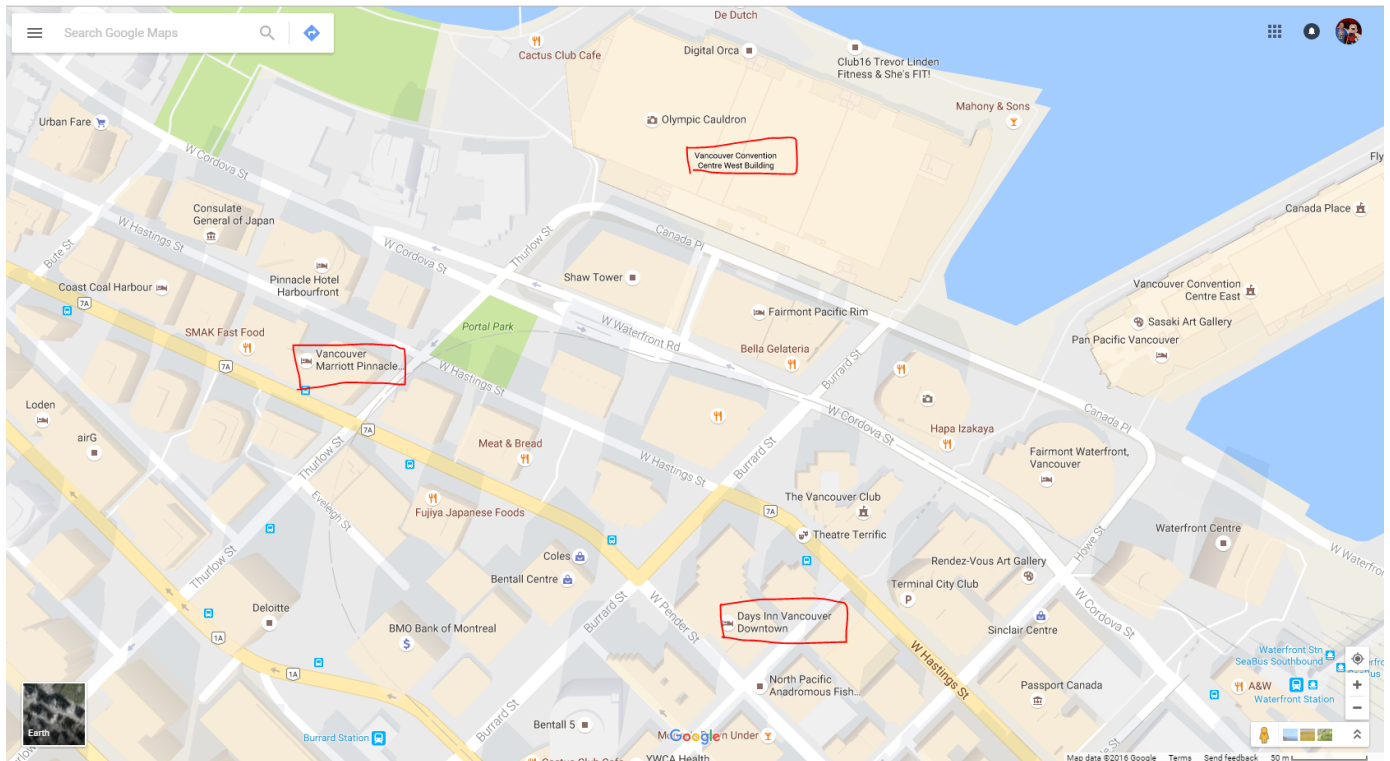 Search Google Maps
De Dutch
Cactus Club Cafe
Digital Orca
Club16 Trevor Linden
Fitness & She's FIT!
Mahony & Sons
Urban Fare
Olympic Cauldron
Vancouver Convention
Centre West Building
W Cordova St
Fly
Consulate
General of Japan
Canada Place
W Hastings St
Bute St
Thurlow St
Canada Pl
W Cordova St
Pinnacle Hotel
Harbourfront
Shaw Tower
Coast Coal Harbour
7A
Vancouver Convention
Centre East
Fairmont Pacific Rim
Sasaki Art Gallery
SMAK Fast Food
Portal Park
W Waterfront Rd
Pan Pacific Vancouver
Bella Gelateria
Vancouver
Marriott Pinnacle...
7A
W Hastings St
Burrard St
Loden
W Cordova St
Canada Pl
airG
7A
Meat & Bread
Hapa Izakaya
Thurlow St
W Hastings St
Burrard St
Fairmont Waterfront,
Vancouver
Eveleigh St
Fujiya Japanese Foods
The Vancouver Club
7A
Theatre Terrific
Waterfront Centre
Howe St
W Waterfront
Coles
Bentall Centre
Rendez-Vous Art Gallery
Terminal City Club
P
Thurlow St
Deloitte
BMO Bank of Montreal
Burrard St
W Pender St
Days Inn Vancouver
Downtown
Sinclair Centre
W Cordova St
1A
1A
W Hastings St
Waterfront Stn
SeaBus Southbound
North Pacific
Anadromous Fish...
Passport Canada
A&W
Waterfront Station
Earth
Burrard Station
Burrard St
Bentall 5
Google
YWCA Health
Cactus Club Cafe
Map data ©2016 Google
Terms
Send feedback
50 m